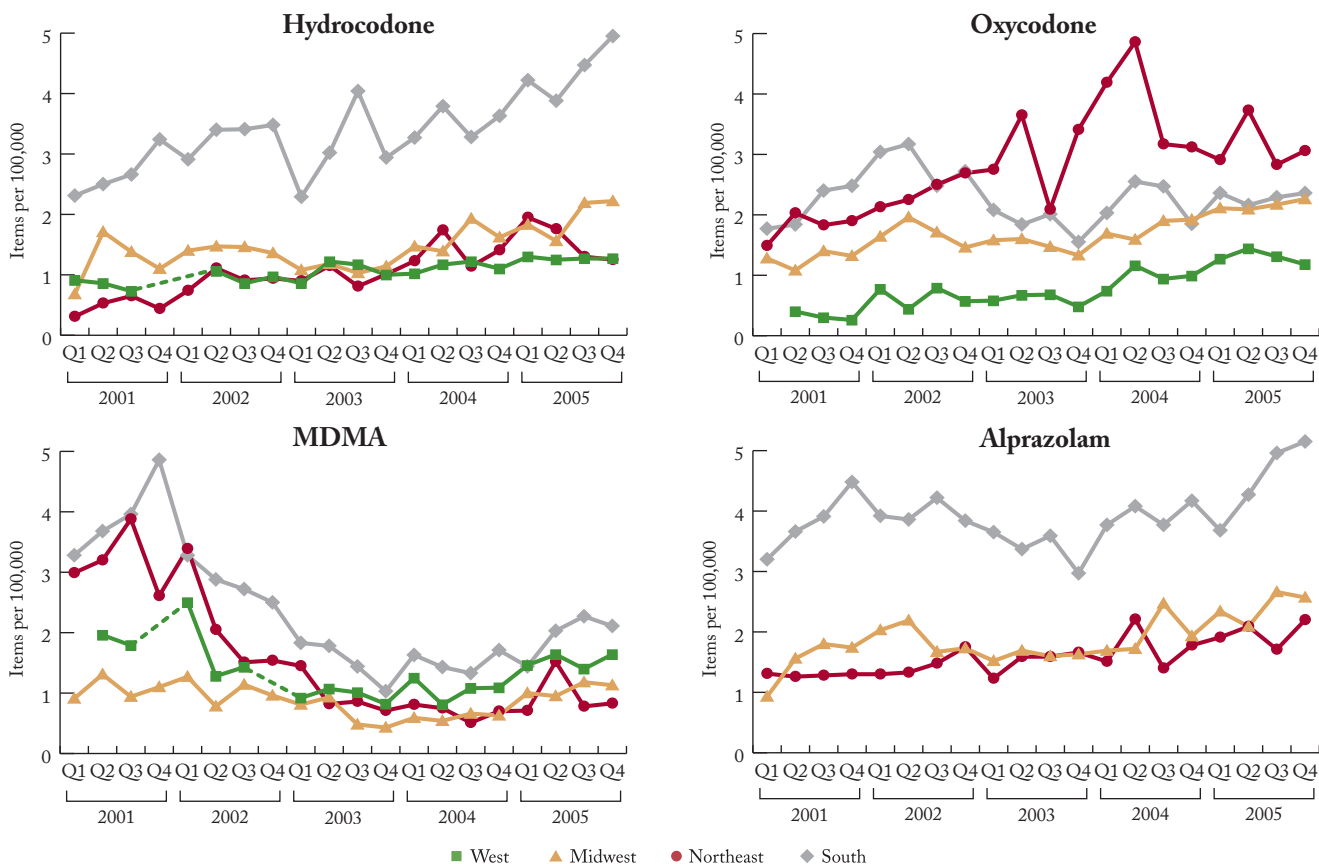 Hydrocodone
Items per 100,000
5
4
3
2
1
0
Q1 Q2 Q3 Q4 Q1 Q2 Q3 Q4 Q1 Q2 Q3 Q4 Q1 Q2 Q3 Q4 Q1 Q2 Q3 Q4
2001 2002 2003 2004 2005
Oxycodone
Items per 100,000
5
4
3
2
1
0
Q1 Q2 Q3 Q4 Q1 Q2 Q3 Q4 Q1 Q2 Q3 Q4 Q1 Q2 Q3 Q4 Q1 Q2 Q3 Q4
2001 2002 2003 2004 2005
MDMA
Items per 100,000
5
4
3
2
1
0
Q1 Q2 Q3 Q4 Q1 Q2 Q3 Q4 Q1 Q2 Q3 Q4 Q1 Q2 Q3 Q4 Q1 Q2 Q3 Q4
2001 2002 2003 2004 2005
Alprazolam
Items per 100,000
5
4
3
2
1
0
Q1 Q2 Q3 Q4 Q1 Q2 Q3 Q4 Q1 Q2 Q3 Q4 Q1 Q2 Q3 Q4 Q1 Q2 Q3 Q4
2001 2002 2003 2004 2005
West Midwest Northeast South